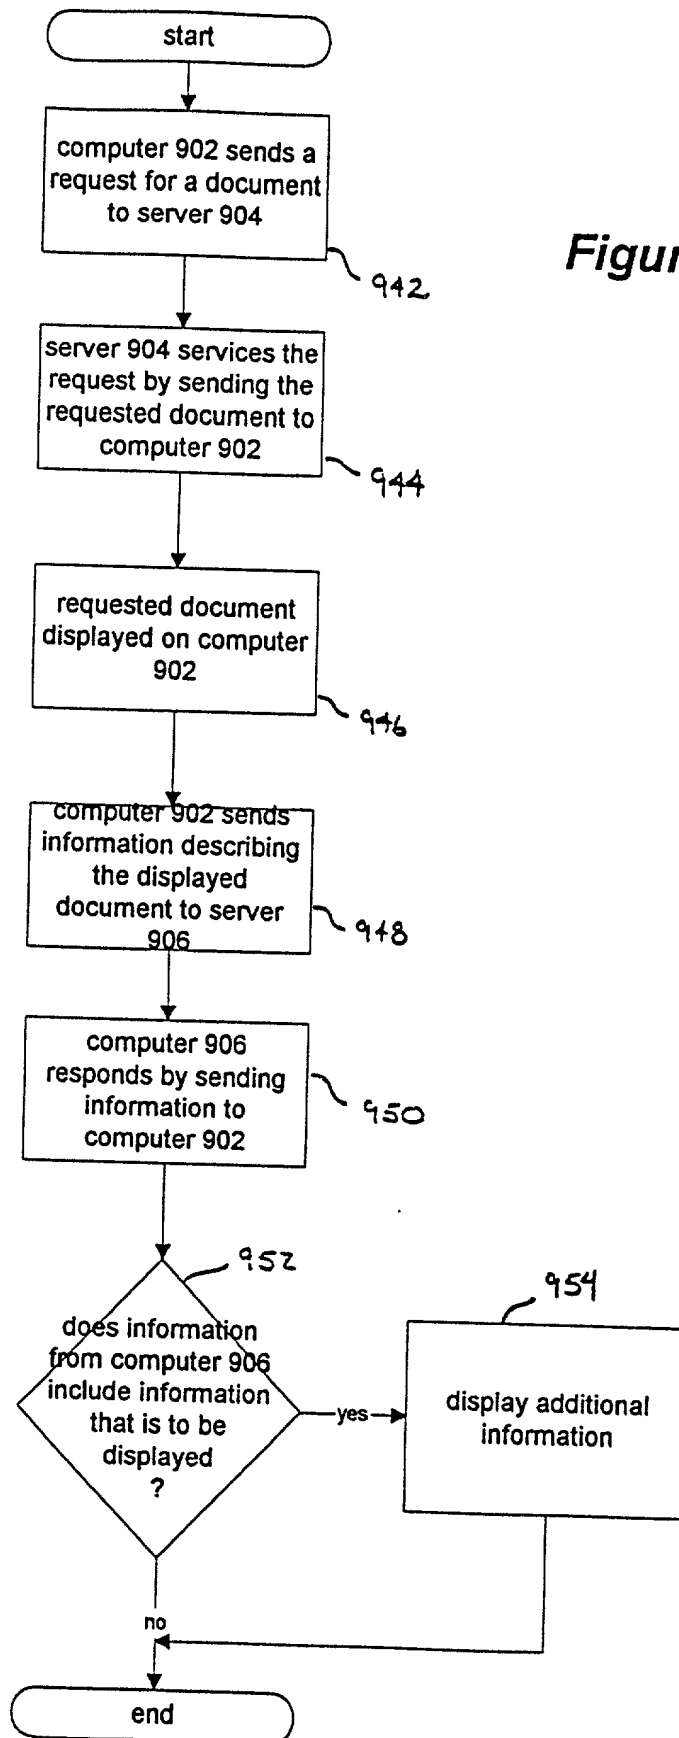 start
computer 902 sends a
request for a document
to server 904
942
server 904 services the
request by sending the
requested document to
computer 902
944
requested document
displayed on computer
902
946
computer 902 sends
information describing
the displayed
document to server
906
948
computer 906
responds by sending
information to
computer 902
950
952
does information
from computer 906
include information
that is to be
displayed
?
yes
954
display additional
information
no
end